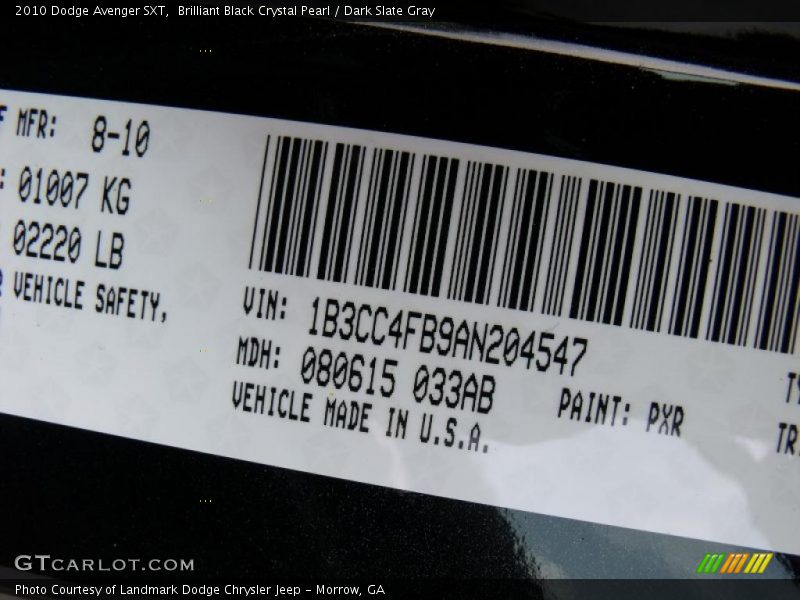 2010 Dodge Avenger SXT,  Brilliant Black Crystal Pearl / Dark Slate Gray
MFR: 8-10
01007 KG
02220 LB
VEHICLE SAFETY,
VIN: 1B3CC4FB9AN204547
MDH: 080615 033AB
PAINT: PXR
VEHICLE MADE IN U.S.A.
GTCARLOT.COM
Photo Courtesy of Landmark Dodge Chrysler Jeep – Morrow, GA